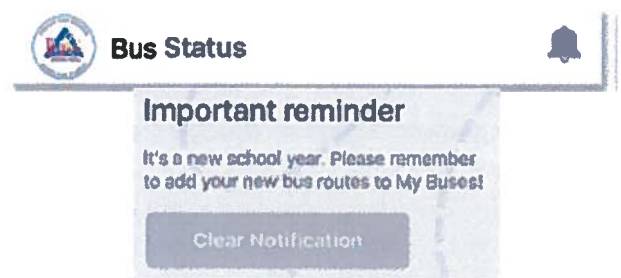 Bus Status
Important reminder
It's a new school year. Please remember
to add your new bus routes to My Buses!
Clear Notification